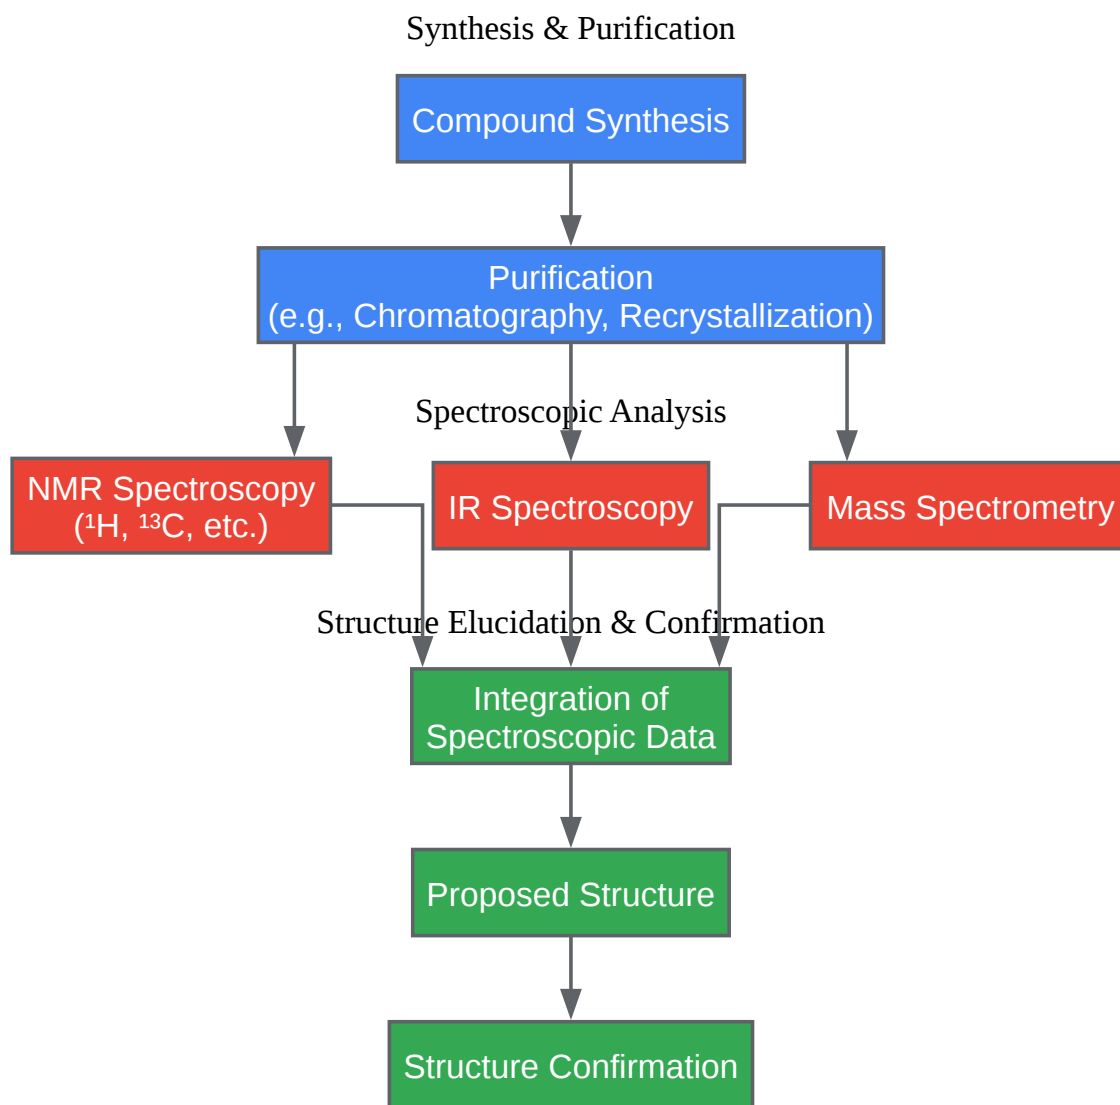 Synthesis & Purification
Compound Synthesis
Purification
(e.g., Chromatography, Recrystallization)
Spectroscopic Analysis
NMR Spectroscopy
(¹H, ¹³C, etc.)
IR Spectroscopy
Mass Spectrometry
Structure Elucidation & Confirmation
Integration of
Spectroscopic Data
Proposed Structure
Structure Confirmation